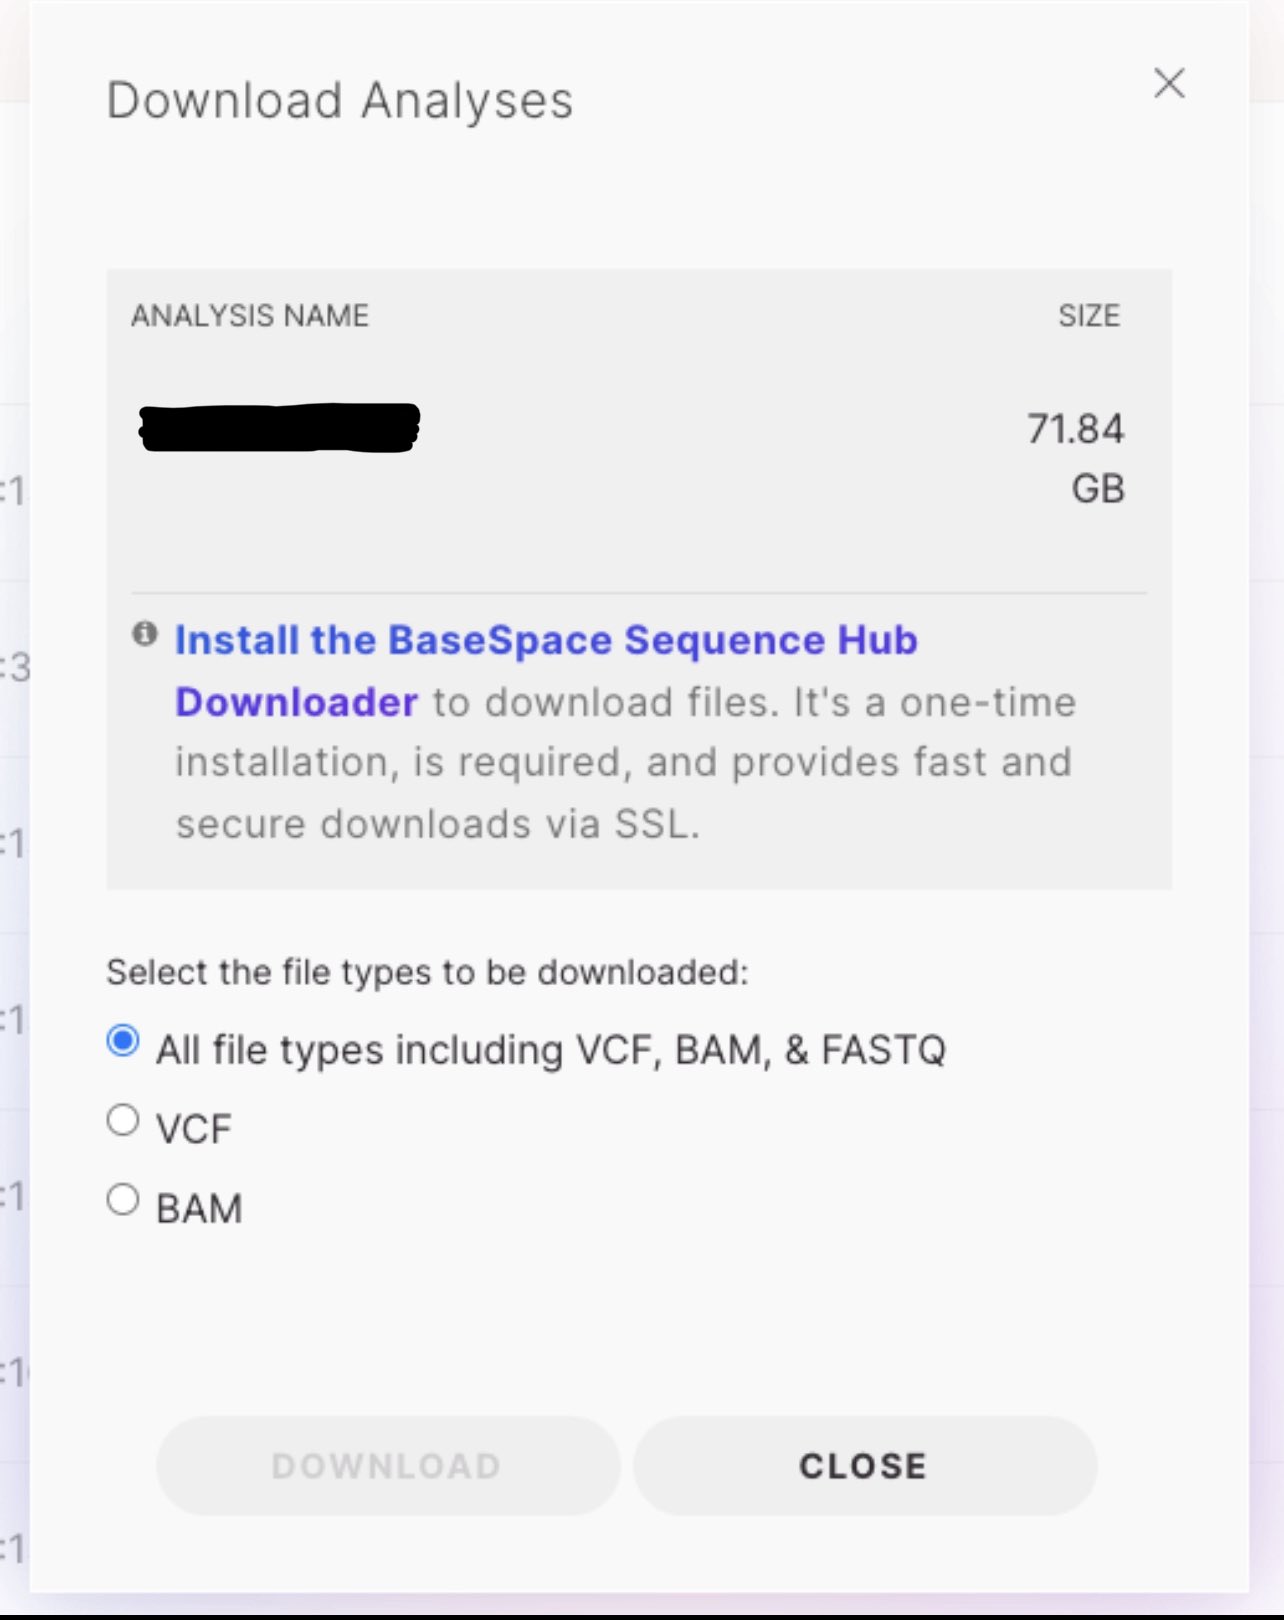 Download Analyses
ANALYSIS NAME
SIZE
71.84
GB
Install the BaseSpace Sequence Hub
Downloader to download files. It's a one-time
installation, is required, and provides fast and
secure downloads via SSL.
Select the file types to be downloaded:
All file types including VCF, BAM, & FASTQ
VCF
BAM
DOWNLOAD
CLOSE